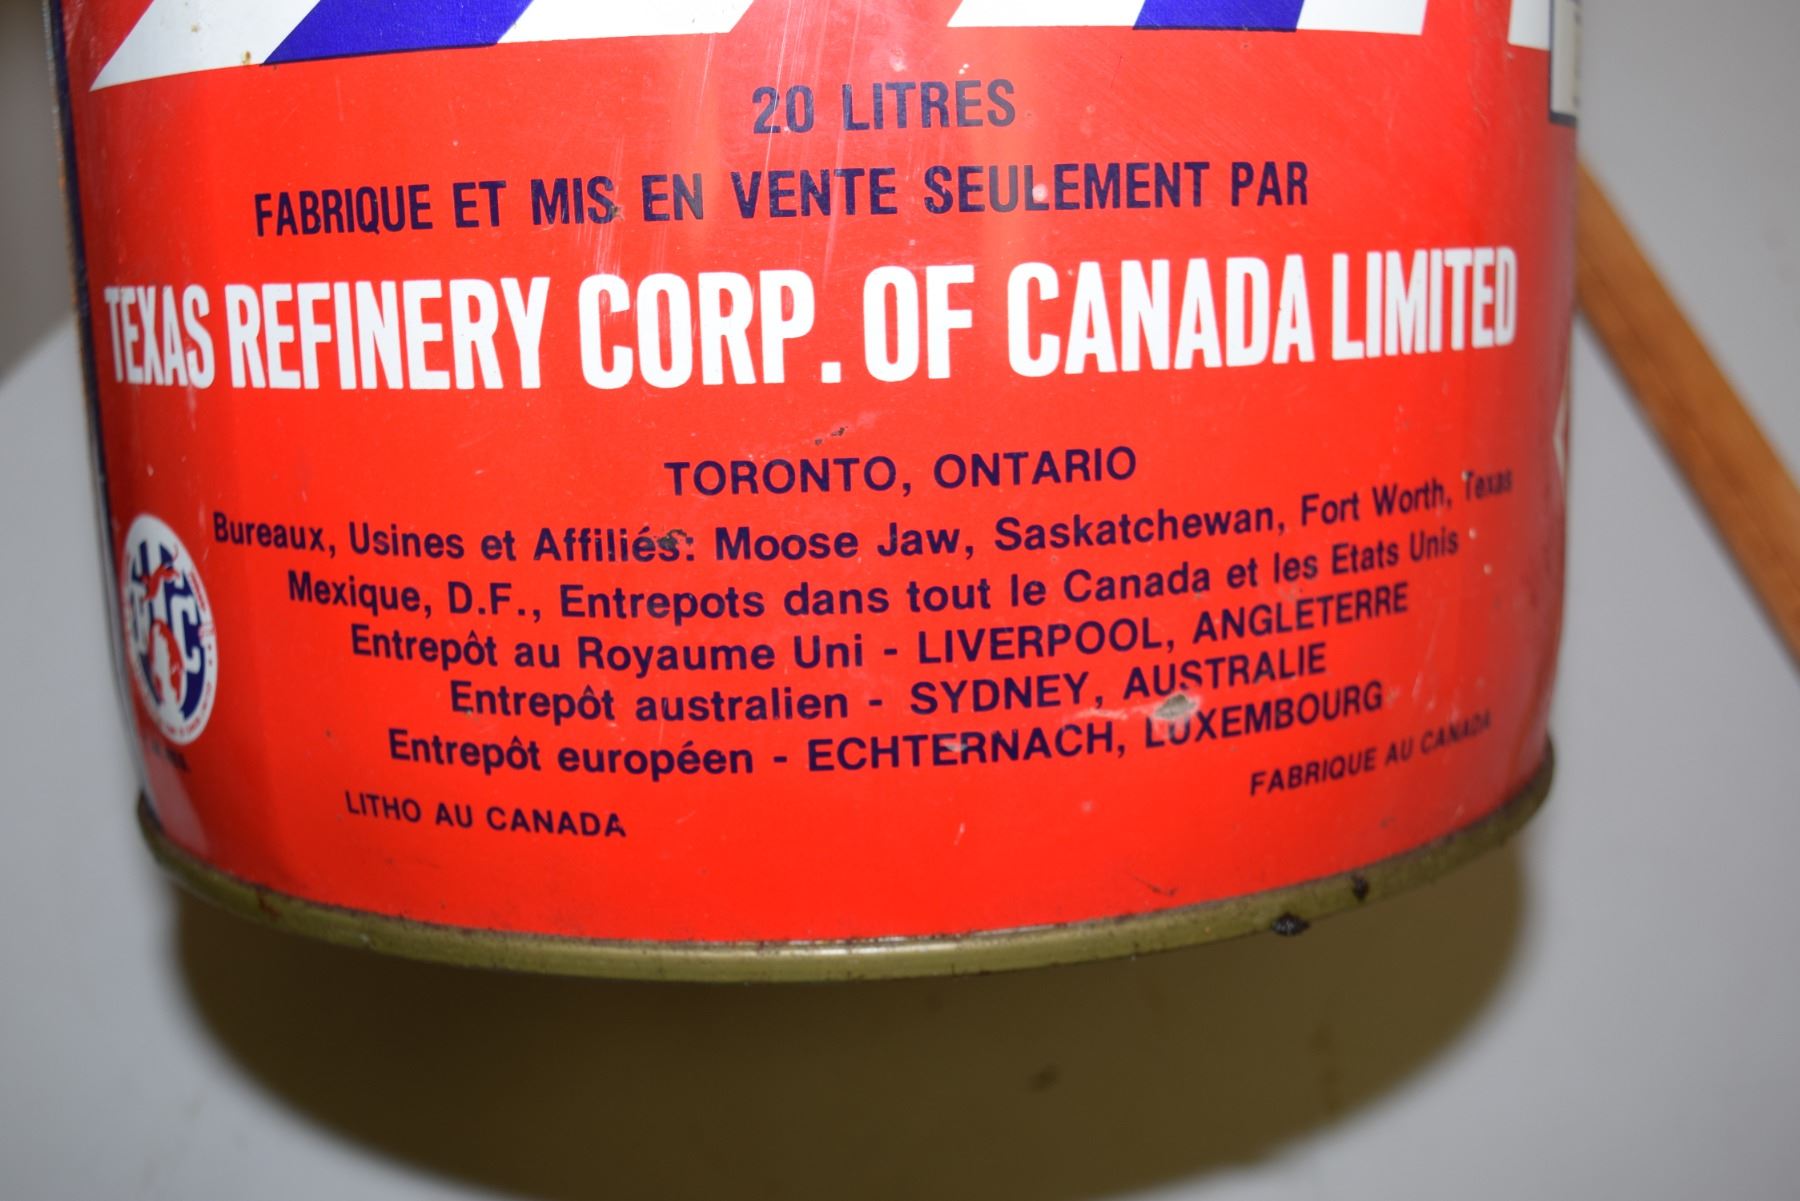 20 LITRES
FABRIQUE ET MIS EN VENTE SEULEMENT PAR
TEXAS REFINERY CORP. OF CANADA LIMITED
TORONTO, ONTARIO
Bureaux, Usines et Affiliés: Moose Jaw, Saskatchewan, Fort Worth, Texas
Mexique, D.F., Entrepots dans tout le Canada et les Etats Unis
Entrepôt au Royaume Uni - LIVERPOOL, ANGLETERRE
Entrepôt australien - SYDNEY, AUSTRALIE
Entrepôt européen - ECHTERNACH, LUXEMBOURG
LITHO AU CANADA
FABRIQUE AU CANADA